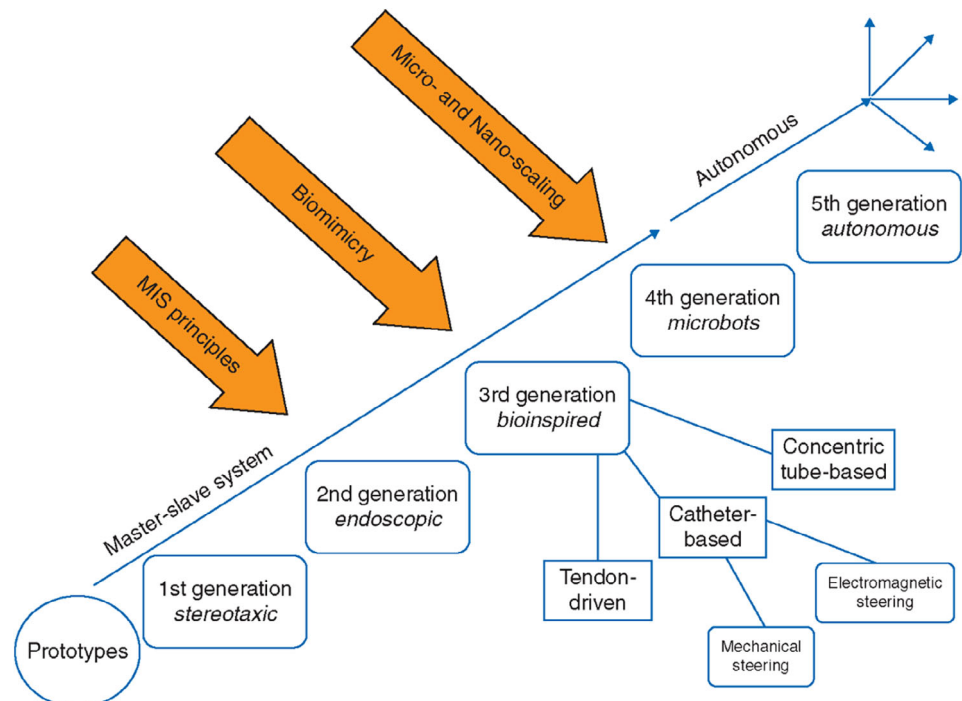 Micro- and Nano-scaling
Biomimicry
MIS principles
Master-slave system
Autonomous
Prototypes
1st generation
stereotaxic
2nd generation
endoscopic
3rd generation
bioinspired
4th generation
microbots
5th generation
autonomous
Concentric
tube-based
Catheter-
based
Tendon-
driven
Electromagnetic
steering
Mechanical
steering